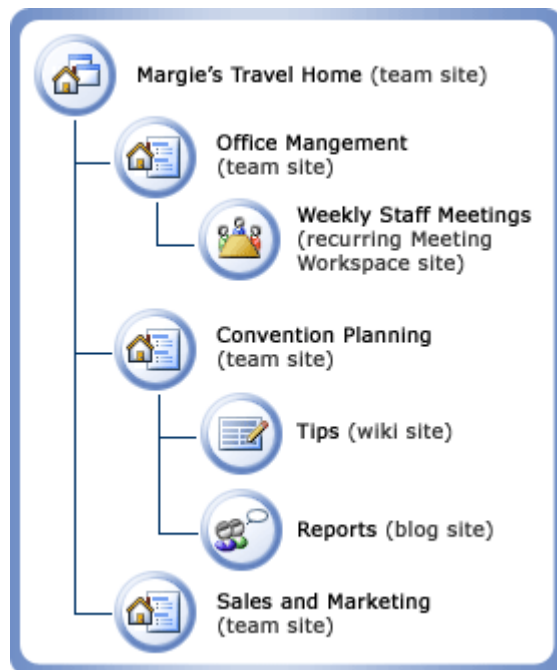 Margie's Travel Home (team site)
Office Mangement
(team site)
Weekly Staff Meetings
(recurring Meeting
Workspace site)
Convention Planning
(team site)
Tips (wiki site)
Reports (blog site)
Sales and Marketing
(team site)